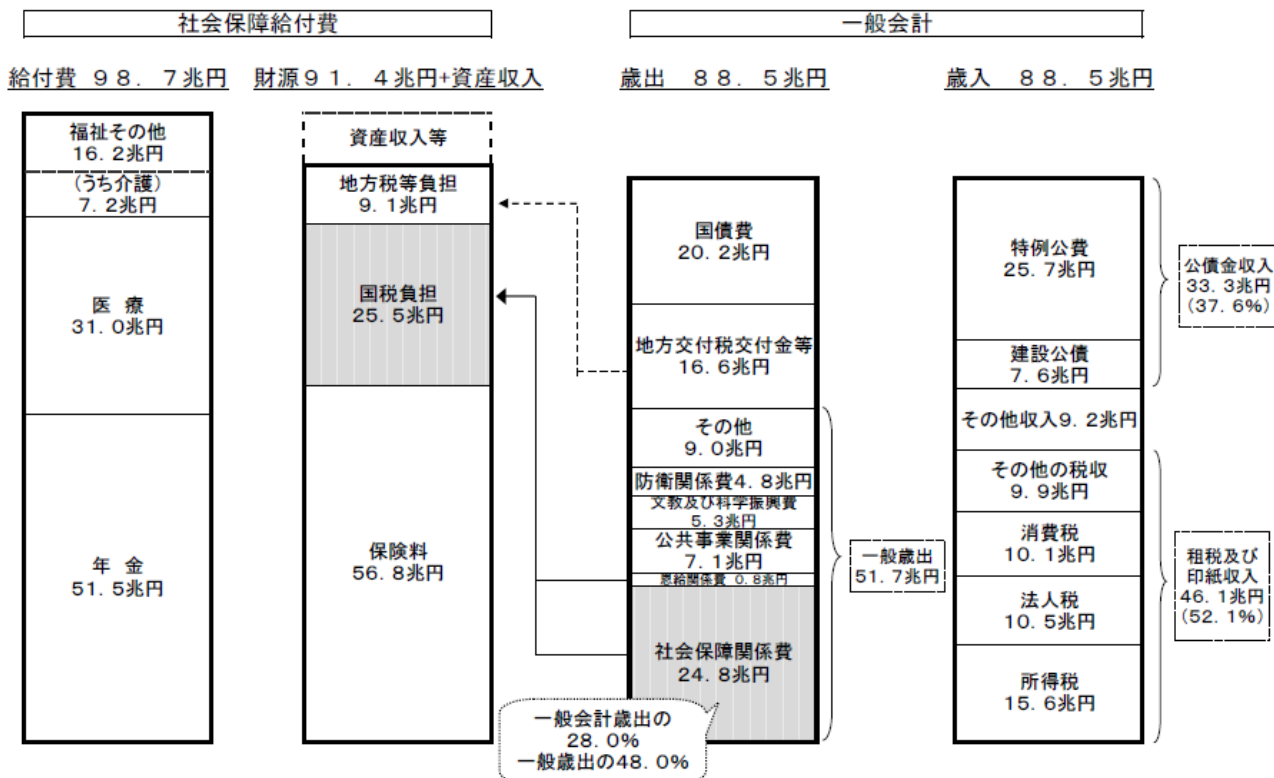 社会保障給付費
一般会計
給付費 98.7兆円
財源91.4兆円+資産収入
歳出 88.5兆円
歳入 88.5兆円
福祉その他
16.2兆円
(うち介護)
7.2兆円
医 療
31.0兆円
年 金
51.5兆円
資産収入等
地方税等負担
9.1兆円
国税負担
25.5兆円
保険料
56.8兆円
国債費
20.2兆円
地方交付税交付金等
16.6兆円
その他
9.0兆円
防衛関係費4.8兆円
文教及び科学振興費
5.3兆円
公共事業関係費
7.1兆円
恩給関係費 0.8兆円
社会保障関係費
24.8兆円
一般会計歳出の
28.0%
一般歳出の48.0%
一般歳出
51.7兆円
特例公費
25.7兆円
建設公債
7.6兆円
その他収入9.2兆円
その他の税収
9.9兆円
消費税
10.1兆円
法人税
10.5兆円
所得税
15.6兆円
公債金収入
33.3兆円
(37.6%)
租税及び
印紙収入
46.1兆円
(52.1%)